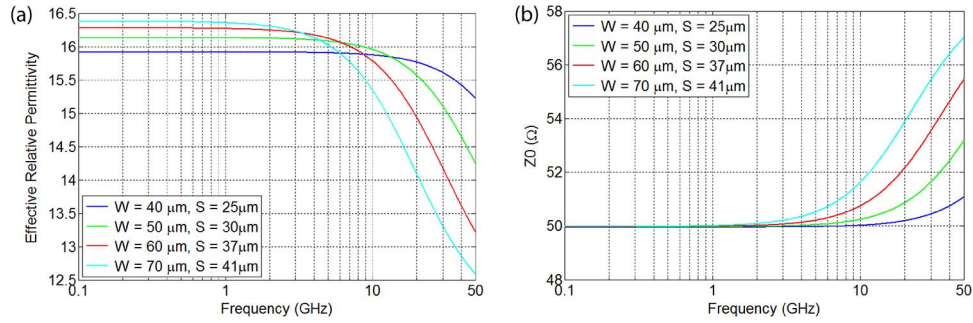 (a)
16.5
16
15.5
15
14.5
14
13.5
13
12.5
Effective Relative Permittivity
W = 40 μm, S = 25μm
W = 50 μm, S = 30μm
W = 60 μm, S = 37μm
W = 70 μm, S = 41μm
0.1
1
10
50
Frequency (GHz)
(b)
58
56
54
52
50
48
Z0 (Ω)
W = 40 μm, S = 25μm
W = 50 μm, S = 30μm
W = 60 μm, S = 37μm
W = 70 μm, S = 41μm
0.1
1
10
50
Frequency (GHz)